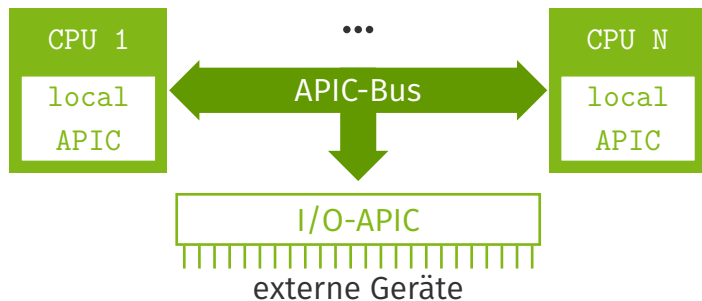 CPU 1
...
CPU N
local
APIC
APIC-Bus
local
APIC
I/O-APIC
externe Geräte